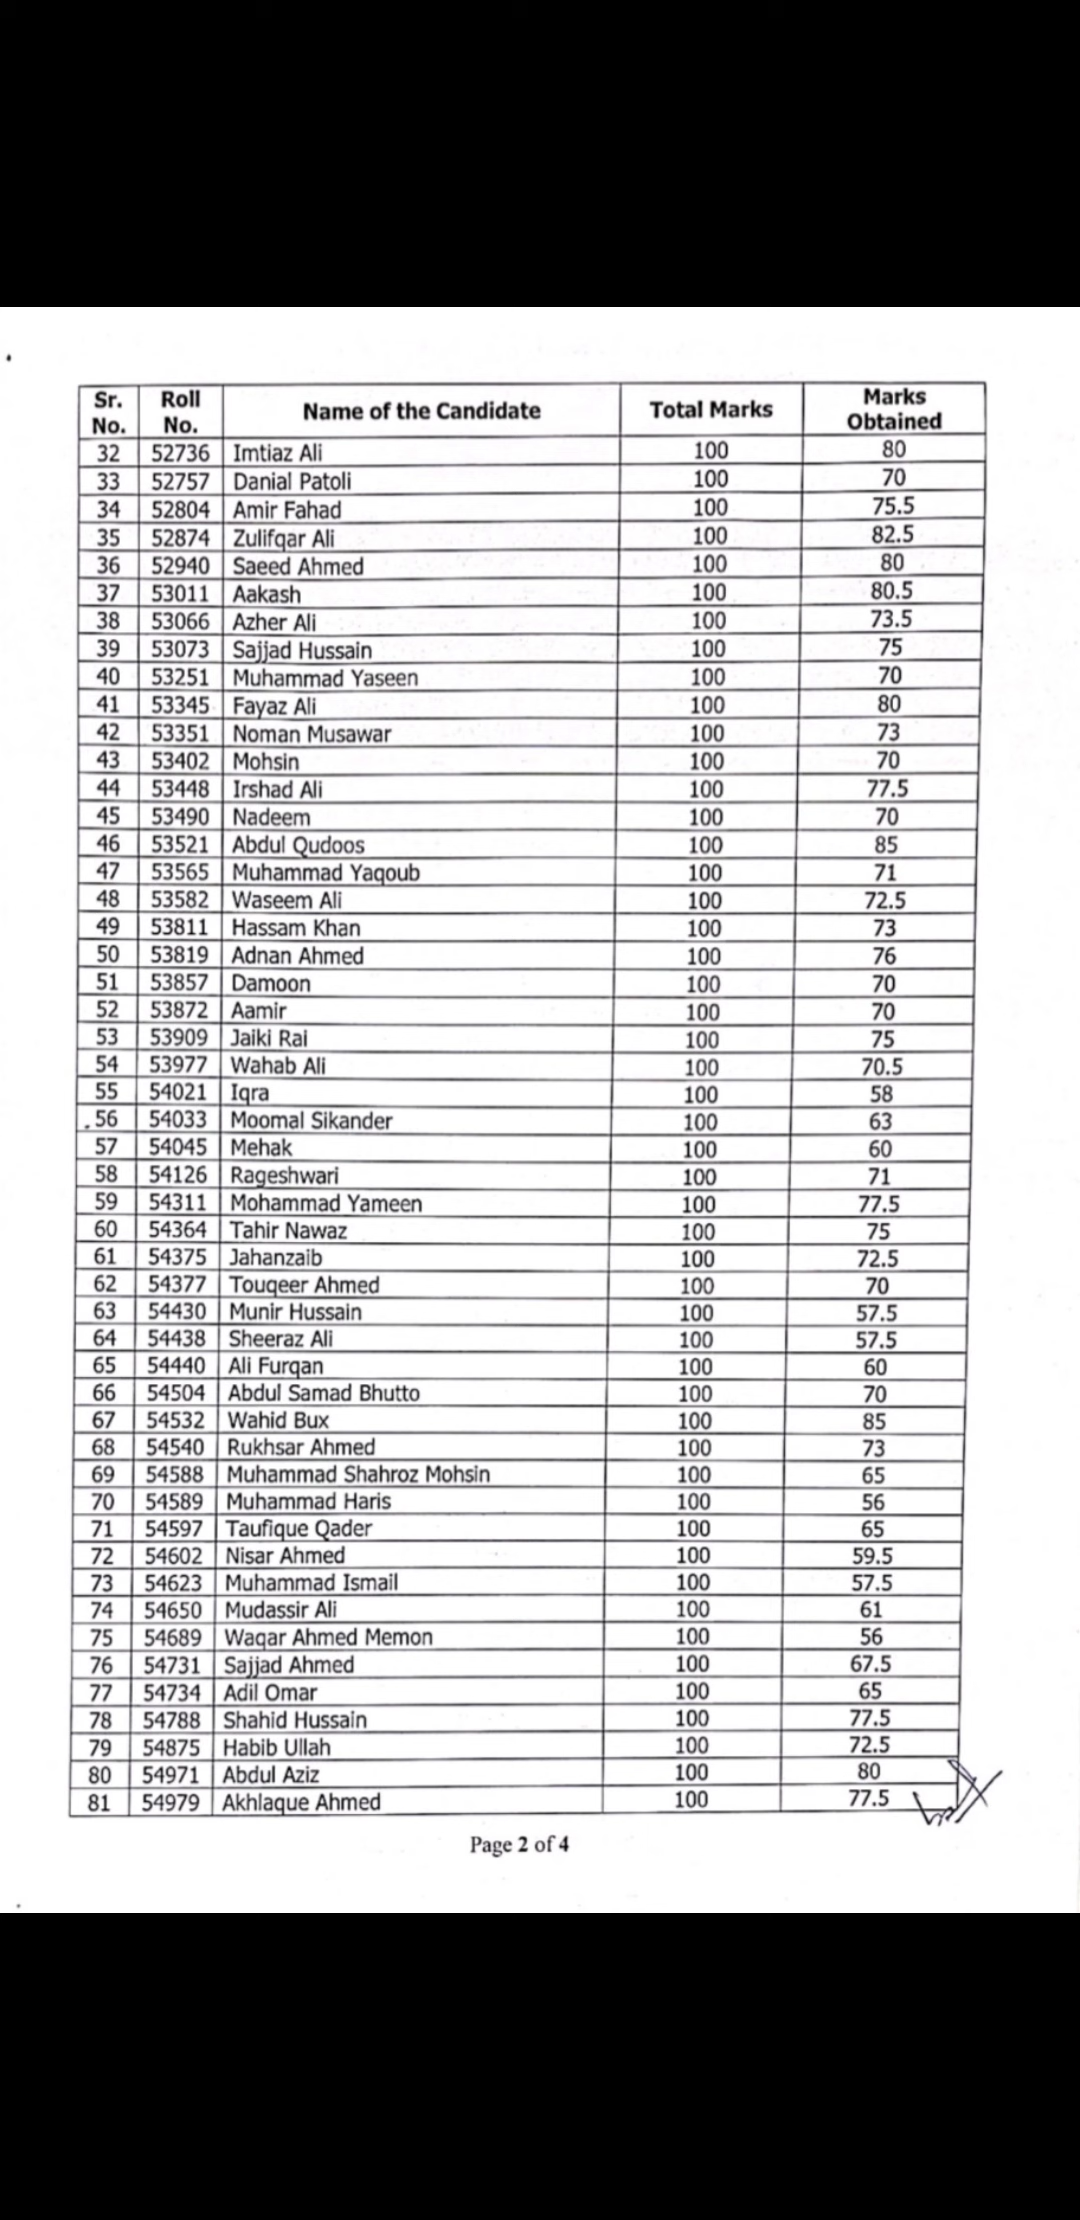 Sr. No. Roll No. Name of the Candidate Total Marks Marks Obtained
32 52736 Imtiaz Ali 100 80
33 52757 Danial Patoli 100 70
34 52804 Amir Fahad 100 75.5
35 52874 Zulifqar Ali 100 82.5
36 52940 Saeed Ahmed 100 80
37 53011 Aakash 100 80.5
38 53066 Azher Ali 100 73.5
39 53073 Sajjad Hussain 100 75
40 53251 Muhammad Yaseen 100 70
41 53345 Fayaz Ali 100 80
42 53351 Noman Musawar 100 73
43 53402 Mohsin 100 70
44 53448 Irshad Ali 100 77.5
45 53490 Nadeem 100 70
46 53521 Abdul Qudoos 100 85
47 53565 Muhammad Yaqoub 100 71
48 53582 Waseem Ali 100 72.5
49 53811 Hassam Khan 100 73
50 53819 Adnan Ahmed 100 76
51 53857 Damoon 100 70
52 53872 Aamir 100 70
53 53909 Jaiki Rai 100 75
54 53977 Wahab Ali 100 70.5
55 54021 Iqra 100 58
56 54033 Moomal Sikander 100 63
57 54045 Mehak 100 60
58 54126 Rageshwari 100 71
59 54311 Mohammad Yameen 100 77.5
60 54364 Tahir Nawaz 100 75
61 54375 Jahanzaib 100 72.5
62 54377 Touqeer Ahmed 100 70
63 54430 Munir Hussain 100 57.5
64 54438 Sheeraz Ali 100 57.5
65 54440 Ali Furqan 100 60
66 54504 Abdul Samad Bhutto 100 70
67 54532 Wahid Bux 100 85
68 54540 Rukhsar Ahmed 100 73
69 54588 Muhammad Shahroz Mohsin 100 65
70 54589 Muhammad Haris 100 56
71 54597 Taufique Qader 100 65
72 54602 Nisar Ahmed 100 59.5
73 54623 Muhammad Ismail 100 57.5
74 54650 Mudassir Ali 100 61
75 54689 Waqar Ahmed Memon 100 56
76 54731 Sajjad Ahmed 100 67.5
77 54734 Adil Omar 100 65
78 54788 Shahid Hussain 100 77.5
79 54875 Habib Ullah 100 72.5
80 54971 Abdul Aziz 100 80
81 54979 Akhlaque Ahmed 100 77.5
Page 2 of 4